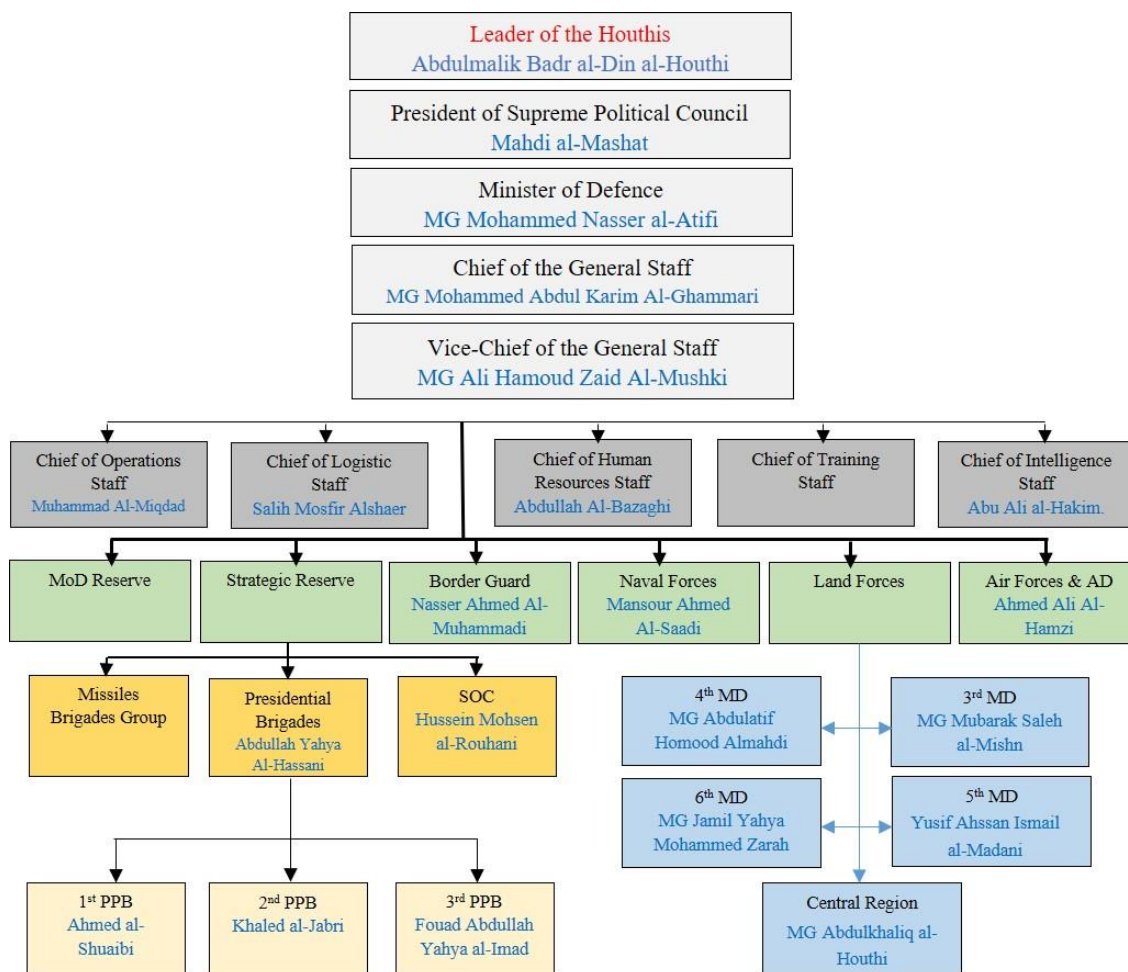 Leader of the Houthis
Abdulmalik Badr al-Din al-Houthi
President of Supreme Political Council
Mahdi al-Mashat
Minister of Defence
MG Mohammed Nasser al-Atifi
Chief of the General Staff
MG Mohammed Abdul Karim Al-Ghammari
Vice-Chief of the General Staff
MG Ali Hamoud Zaid Al-Mushki
Chief of Operations
Staff
Muhammad Al-Miqdad
Chief of Logistic
Staff
Salih Mosfir Alshaer
Chief of Human
Resources Staff
Abdullah Al-Bazaghi
Chief of Training
Staff
Chief of Intelligence
Staff
Abu Ali al-Hakim.
MoD Reserve
Strategic Reserve
Border Guard
Nasser Ahmed Al-
Muhammadi
Naval Forces
Mansour Ahmed
Al-Saadi
Land Forces
Air Forces & AD
Ahmed Ali Al-
Hamzi
Missiles
Brigades Group
Presidential
Brigades
Abdullah Yahya
Al-Hassani
SOC
Hussein Mohsen
al-Rouhani
4th MD
MG Abdulatif
Homood Almahdi
3rd MD
MG Mubarak Saleh
al-Mishn
6th MD
MG Jamil Yahya
Mohammed Zarah
5th MD
Yusif Ahssan Ismail
al-Madani
1st PPB
Ahmed al-
Shuaibi
2nd PPB
Khaled al-Jabri
3rd PPB
Fouad Abdullah
Yahya al-Imad
Central Region
MG Abdulkhaliq al-
Houthi